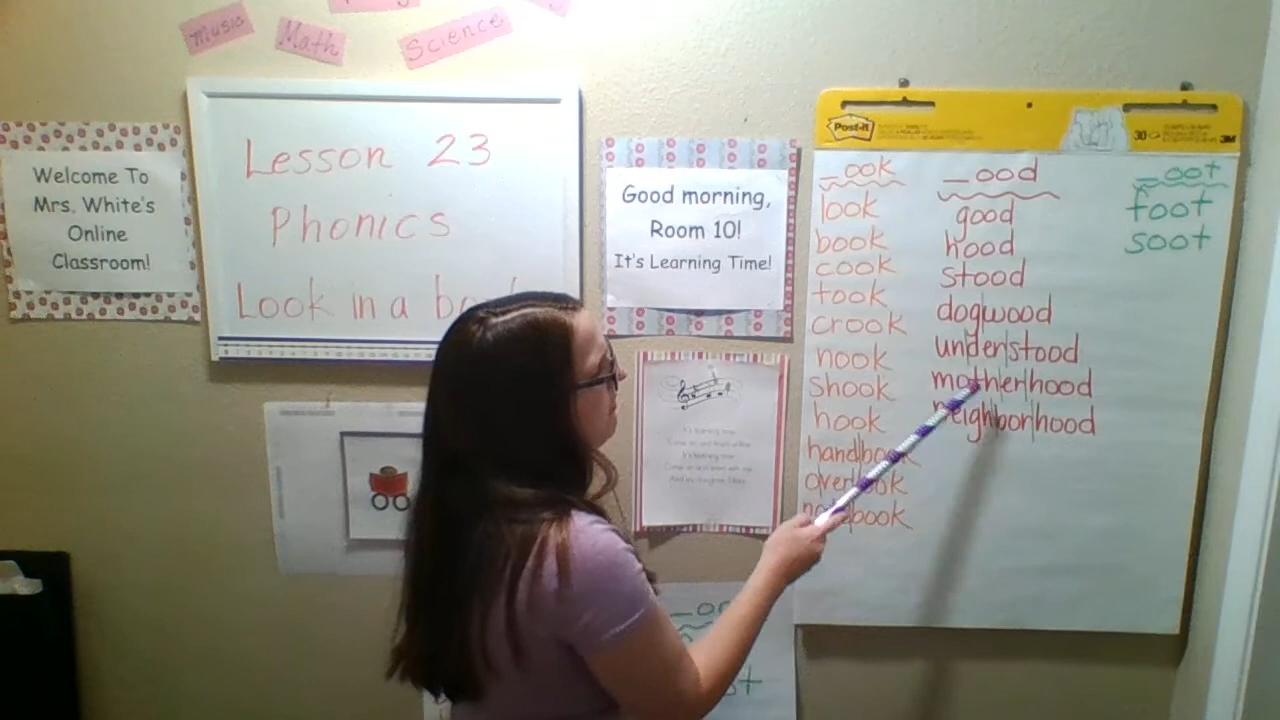 music
Math
Science
Welcome To
Mrs. White's
Online
Classroom!
Lesson 23
Phonics
Look in a
Good morning,
Room 10!
It's Learning Time!
Post-it
30
3M
_ook
look
book
cook
took
crook
nook
shook
hook
handbook
overlook
notebook
_ood
good
hood
stood
dogwood
understood
motherhood
neighborhood
_oot
foot
soot